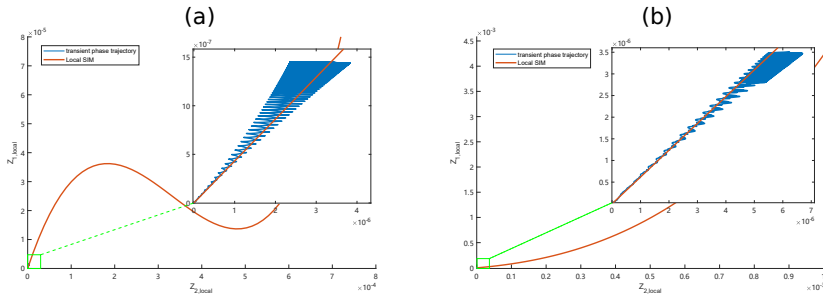 (a)
(b)
8
7
6
5
4
3
2
1
0
×10-5
Z1,local
transient phase trajectory
Local SIM
15
10
5
0
×10-7
0 1 2 3 4
×10-6
0 1 2 3 4 5 6 7 8
×10-4
Z2,local
4.5
4
3.5
3
2.5
2
1.5
1
0.5
0
×10-3
Z1,local
transient phase trajectory
Local SIM
3.5
3
2.5
2
1.5
1
0.5
0
×10-6
0 1 2 3 4 5 6 7
×10-6
0 0.1 0.2 0.3 0.4 0.5 0.6 0.7 0.8 0.9
Z2,local